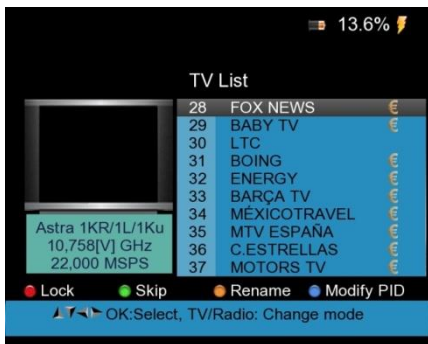 13.6%
TV List
28 FOX NEWS €
29 BABY TV €
30 LTC
31 BOING €
32 ENERGY €
33 BARÇA TV €
34 MÉXICOTRAVEL €
35 MTV ESPAÑA €
36 C.ESTRELLAS €
37 MOTORS TV €
Astra 1KR/1L/1Ku
10,758[V] GHz
22,000 MSPS
Lock Skip Rename Modify PID
OK:Select, TV/Radio: Change mode